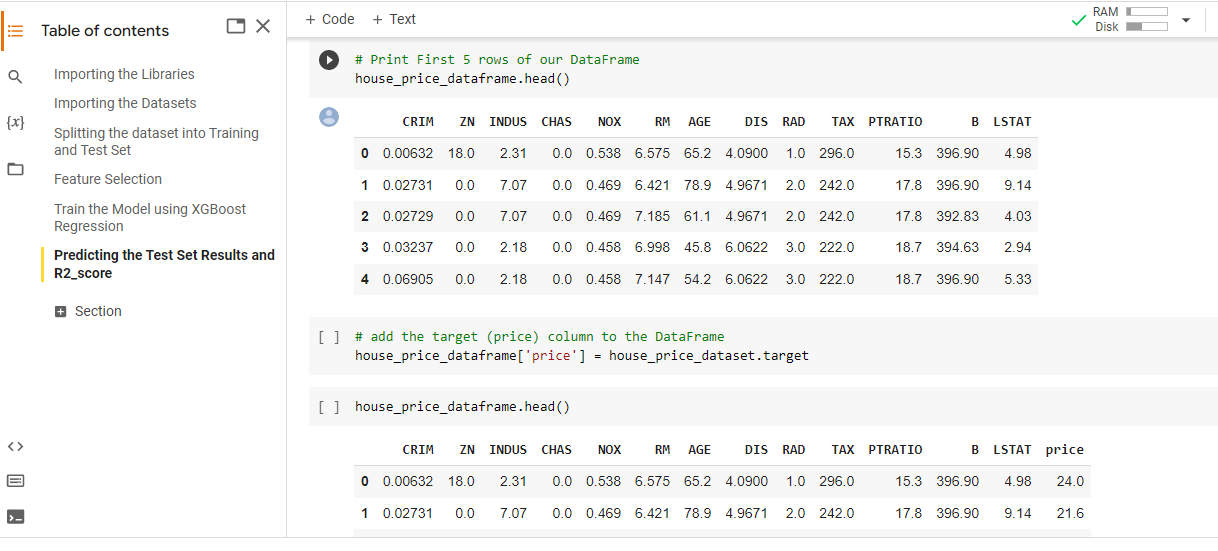 Table of contents
Importing the Libraries
Importing the Datasets
Splitting the dataset into Training
and Test Set
Feature Selection
Train the Model using XGBoost
Regression
Predicting the Test Set Results and
R2_score
Section
{x}
+ Code + Text
RAM
Disk
# Print First 5 rows of our DataFrame
house_price_dataframe.head()
CRIM ZN INDUS CHAS NOX RM AGE DIS RAD TAX PTRATIO B LSTAT
0 0.00632 18.0 2.31 0.0 0.538 6.575 65.2 4.0900 1.0 296.0 15.3 396.90 4.98
1 0.02731 0.0 7.07 0.0 0.469 6.421 78.9 4.9671 2.0 242.0 17.8 396.90 9.14
2 0.02729 0.0 7.07 0.0 0.469 7.185 61.1 4.9671 2.0 242.0 17.8 392.83 4.03
3 0.03237 0.0 2.18 0.0 0.458 6.998 45.8 6.0622 3.0 222.0 18.7 394.63 2.94
4 0.06905 0.0 2.18 0.0 0.458 7.147 54.2 6.0622 3.0 222.0 18.7 396.90 5.33
[ ] # add the target (price) column to the DataFrame
house_price_dataframe['price'] = house_price_dataset.target
[ ] house_price_dataframe.head()
CRIM ZN INDUS CHAS NOX RM AGE DIS RAD TAX PTRATIO B LSTAT price
0 0.00632 18.0 2.31 0.0 0.538 6.575 65.2 4.0900 1.0 296.0 15.3 396.90 4.98 24.0
1 0.02731 0.0 7.07 0.0 0.469 6.421 78.9 4.9671 2.0 242.0 17.8 396.90 9.14 21.6